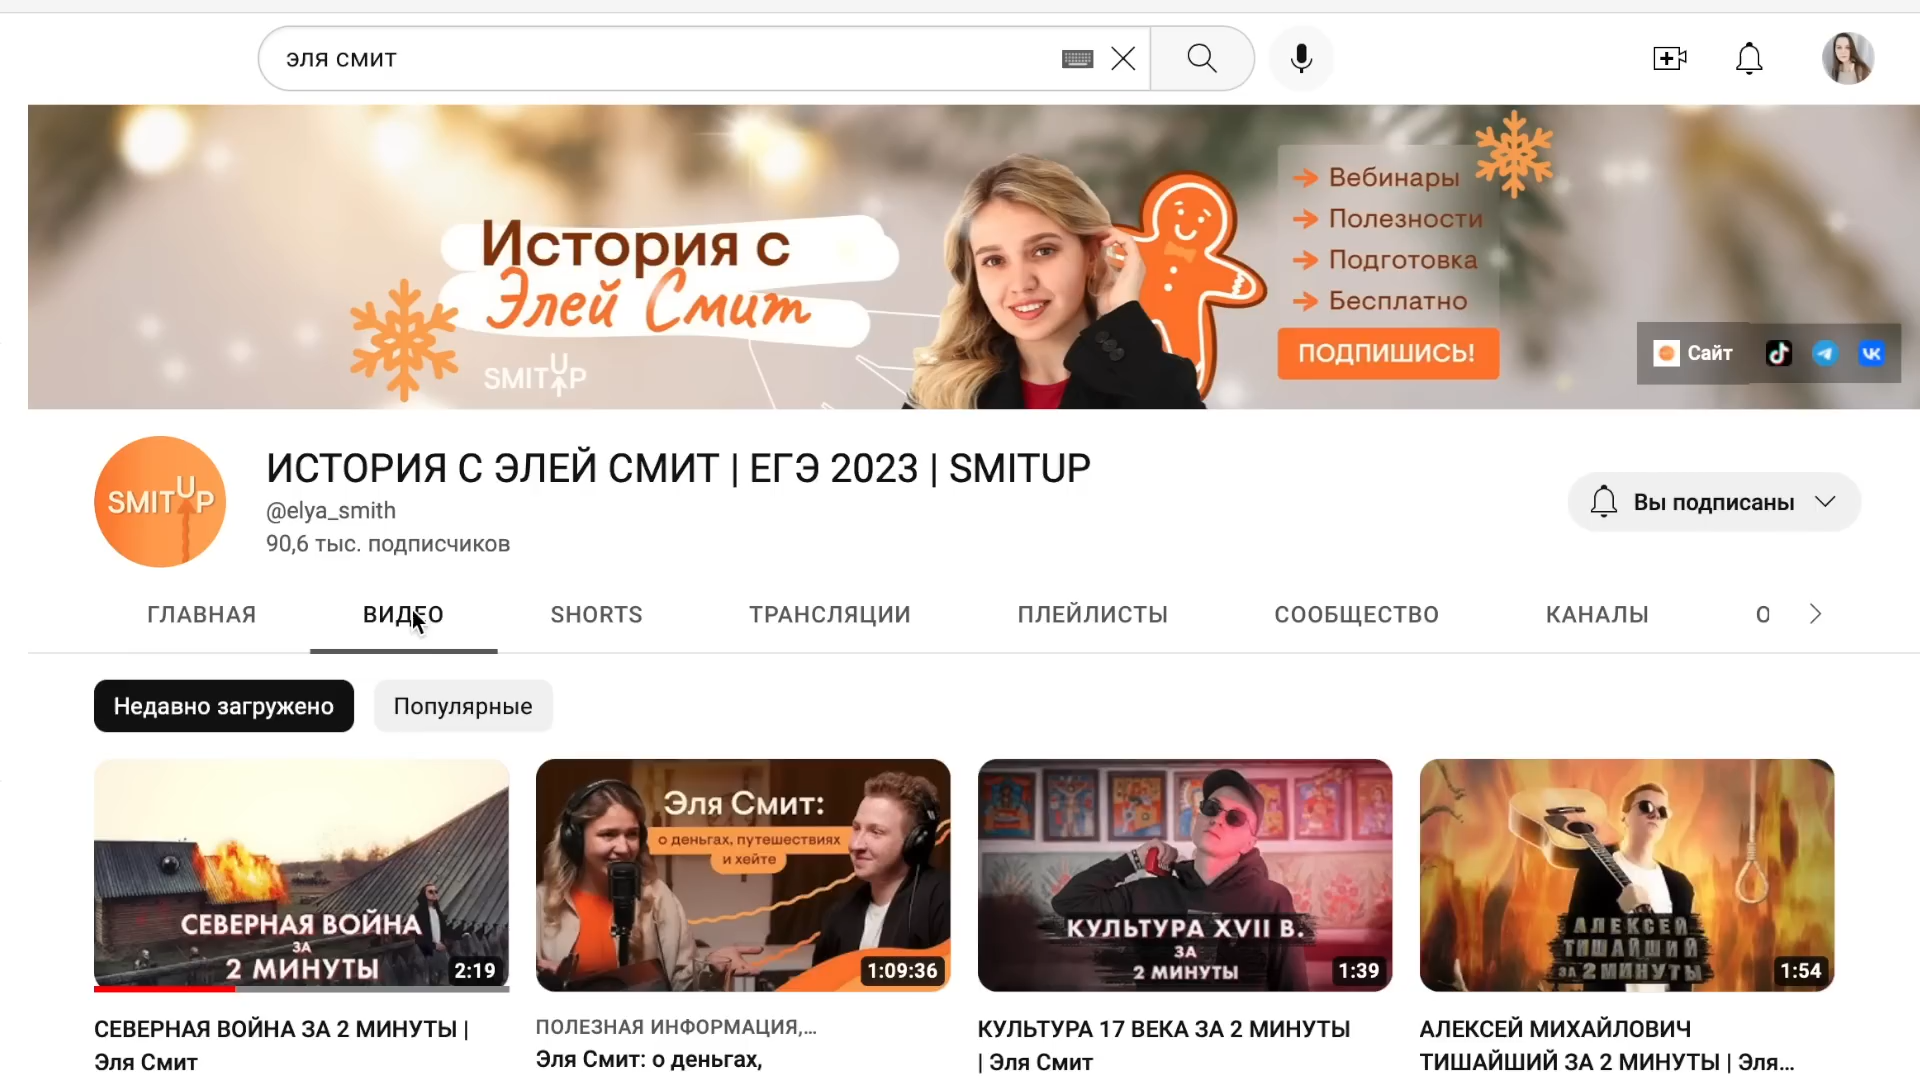 эля смит
История с
Элей Смит
SMITUP
Вебинары
Полезности
Подготовка
Бесплатно
ПОДПИШИСЬ!
Сайт
SMITUP
ИСТОРИЯ С ЭЛЕЙ СМИТ | ЕГЭ 2023 | SMITUP
@elya_smith
90,6 тыс. подписчиков
Вы подписаны
ГЛАВНАЯ ВИДЕО SHORTS ТРАНСЛЯЦИИ ПЛЕЙЛИСТЫ СООБЩЕСТВО КАНАЛЫ О
Недавно загружено Популярные
СЕВЕРНАЯ ВОЙНА
ЗА
2 МИНУТЫ
2:19
Эля Смит:
о деньгах, путешествиях
и хейте
1:09:36
КУЛЬТУРА XVII В.
ЗА
2 МИНУТЫ
1:39
АЛЕКСЕЙ
ТИШАЙШИЙ
ЗА 2 МИНУТЫ
1:54
СЕВЕРНАЯ ВОЙНА ЗА 2 МИНУТЫ |
Эля Смит
ПОЛЕЗНАЯ ИНФОРМАЦИЯ,...
Эля Смит: о деньгах,
КУЛЬТУРА 17 ВЕКА ЗА 2 МИНУТЫ
| Эля Смит
АЛЕКСЕЙ МИХАЙЛОВИЧ
ТИШАЙШИЙ ЗА 2 МИНУТЫ | Эля...